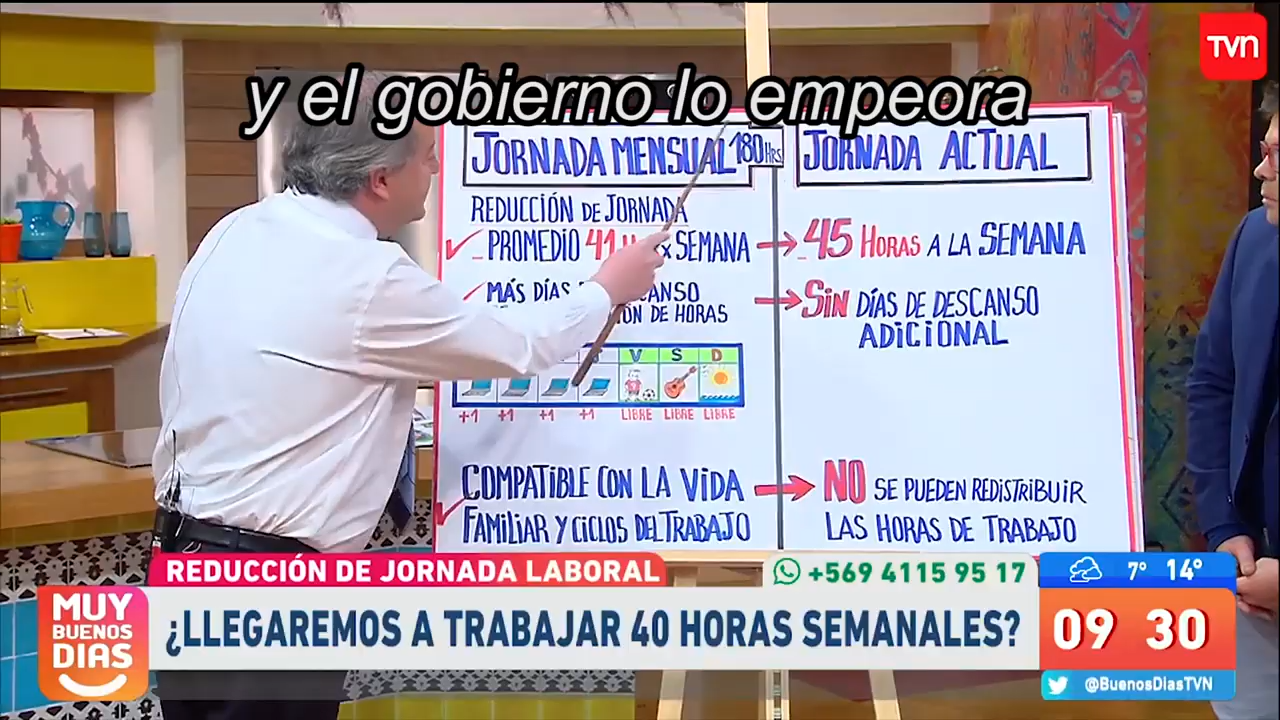 tvn
y el gobierno lo empeora
JORNADA MENSUAL 180 HRS.
REDUCCIÓN DE JORNADA
PROMEDIO 41 SEMANA
MÁS DÍAS
DE HORAS
V S D
+1 +1 +1 +1 LIBRE LIBRE LIBRE
COMPATIBLE CON LA VIDA
FAMILIAR Y CICLOS DEL TRABAJO
JORNADA ACTUAL
45 HORAS A LA SEMANA
SIN DÍAS DE DESCANSO
ADICIONAL
NO SE PUEDEN REDISTRIBUIR
LAS HORAS DE TRABAJO
REDUCCIÓN DE JORNADA LABORAL
+569 4115 95 17
7° 14°
MUY
BUENOS
DIAS
¿LLEGAREMOS A TRABAJAR 40 HORAS SEMANALES?
09 30
@BuenosDiasTVN